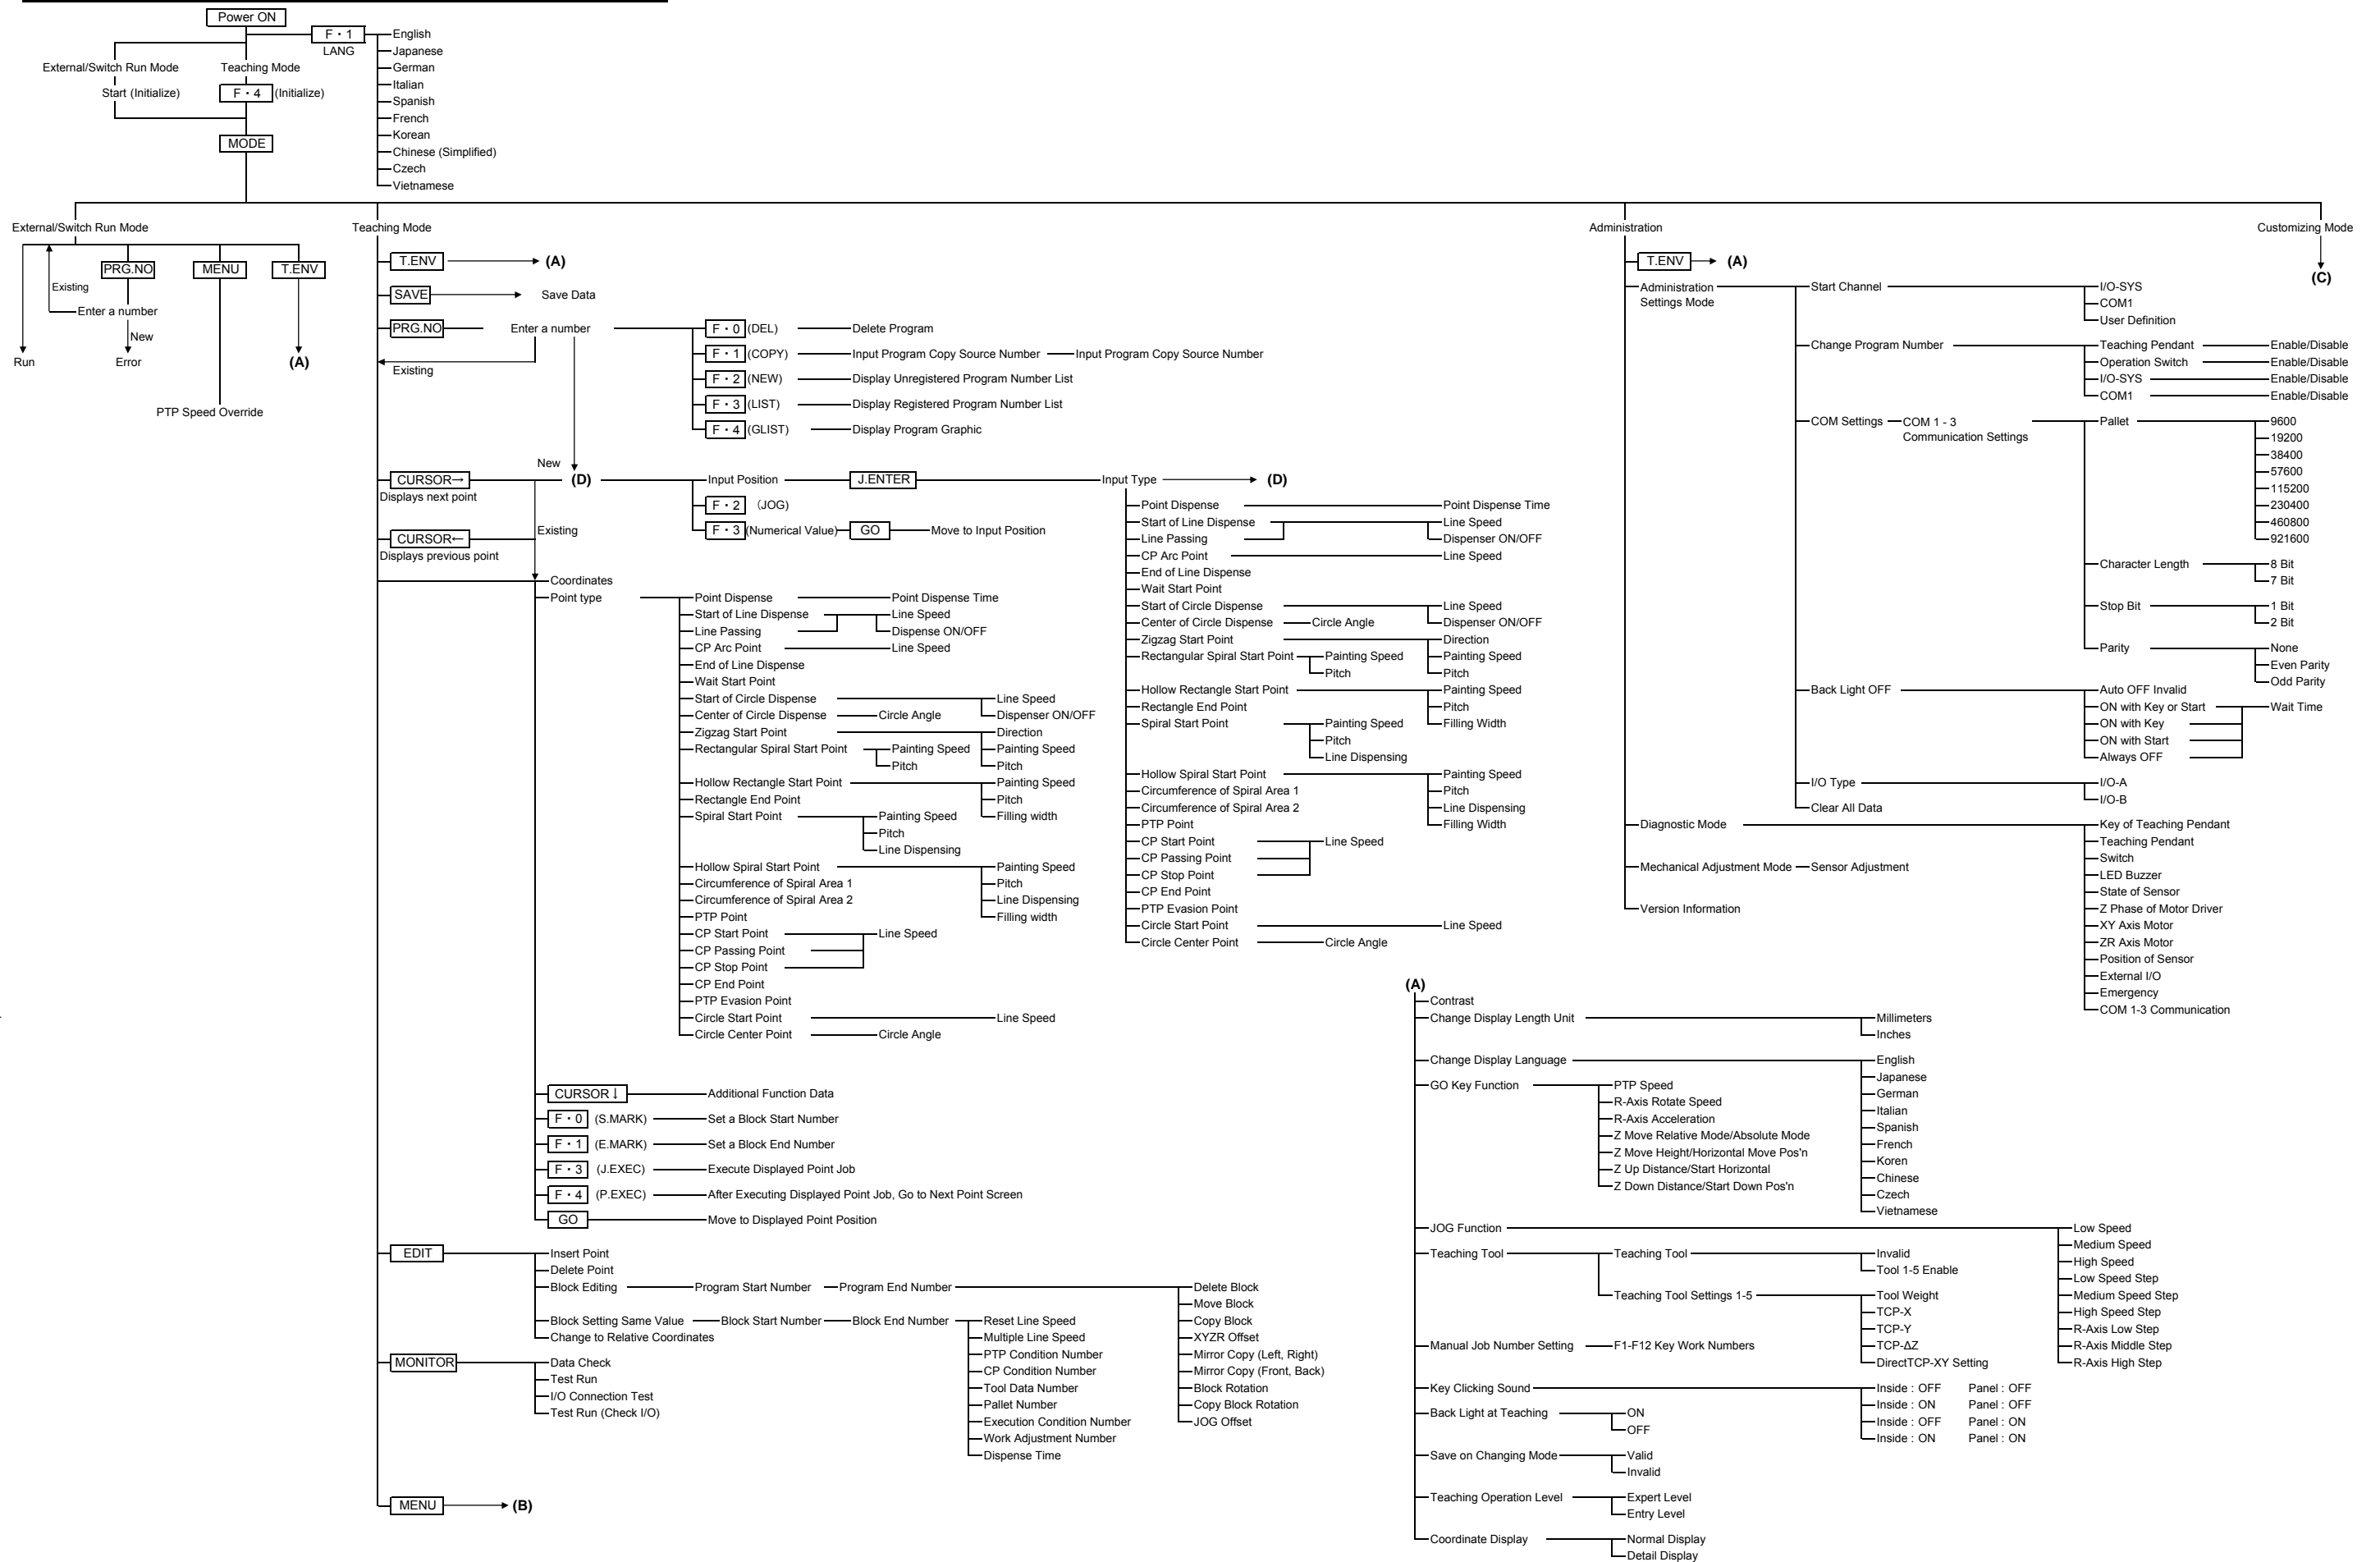 Power ON
F・1
LANG
English
Japanese
German
Italian
Spanish
French
Korean
Chinese (Simplified)
Czech
Vietnamese
External/Switch Run Mode
Teaching Mode
Start (Initialize)
F・4 (Initialize)
MODE
External/Switch Run Mode
PRG.NO
MENU
T.ENV
Existing
Enter a number
New
Run
Error
(A)
PTP Speed Override
Teaching Mode
T.ENV
(A)
SAVE
Save Data
PRG.NO
Enter a number
Existing
F・0 (DEL) Delete Program
F・1 (COPY) Input Program Copy Source Number Input Program Copy Source Number
F・2 (NEW) Display Unregistered Program Number List
F・3 (LIST) Display Registered Program Number List
F・4 (GLIST) Display Program Graphic
New
CURSOR→
Displays next point
(D)
Input Position
J.ENTER
Input Type
(D)
F・2 (JOG)
F・3 (Numerical Value) GO Move to Input Position
Existing
CURSOR←
Displays previous point
Point Dispense Point Dispense Time
Start of Line Dispense Line Speed
Line Passing Dispenser ON/OFF
CP Arc Point Line Speed
End of Line Dispense
Wait Start Point
Start of Circle Dispense Line Speed
Center of Circle Dispense Circle Angle Dispenser ON/OFF
Zigzag Start Point Direction
Rectangular Spiral Start Point Painting Speed Painting Speed
Pitch Pitch
Hollow Rectangle Start Point Painting Speed
Rectangle End Point Pitch
Spiral Start Point Painting Speed Filling Width
Pitch
Line Dispensing
Hollow Spiral Start Point Painting Speed
Circumference of Spiral Area 1 Pitch
Circumference of Spiral Area 2 Line Dispensing
PTP Point Filling Width
CP Start Point Line Speed
CP Passing Point
CP Stop Point
CP End Point
PTP Evasion Point
Circle Start Point Line Speed
Circle Center Point Circle Angle
Coordinates
Point type
Point Dispense Point Dispense Time
Start of Line Dispense Line Speed
Line Passing Dispense ON/OFF
CP Arc Point Line Speed
End of Line Dispense
Wait Start Point
Start of Circle Dispense Line Speed
Center of Circle Dispense Circle Angle Dispenser ON/OFF
Zigzag Start Point Direction
Rectangular Spiral Start Point Painting Speed Painting Speed
Pitch Pitch
Hollow Rectangle Start Point Painting Speed
Rectangle End Point Pitch
Spiral Start Point Painting Speed Filling width
Pitch
Line Dispensing
Hollow Spiral Start Point Painting Speed
Circumference of Spiral Area 1 Pitch
Circumference of Spiral Area 2 Line Dispensing
PTP Point Filling width
CP Start Point Line Speed
CP Passing Point
CP Stop Point
CP End Point
PTP Evasion Point
Circle Start Point Line Speed
Circle Center Point Circle Angle
CURSOR↓ Additional Function Data
F・0 (S.MARK) Set a Block Start Number
F・1 (E.MARK) Set a Block End Number
F・3 (J.EXEC) Execute Displayed Point Job
F・4 (P.EXEC) After Executing Displayed Point Job, Go to Next Point Screen
GO Move to Displayed Point Position
EDIT
Insert Point
Delete Point
Block Editing Program Start Number Program End Number
Delete Block
Move Block
Copy Block
XYZR Offset
Mirror Copy (Left, Right)
Mirror Copy (Front, Back)
Block Rotation
Copy Block Rotation
JOG Offset
Block Setting Same Value Block Start Number Block End Number
Reset Line Speed
Multiple Line Speed
PTP Condition Number
CP Condition Number
Tool Data Number
Pallet Number
Execution Condition Number
Work Adjustment Number
Dispense Time
Change to Relative Coordinates
MONITOR
Data Check
Test Run
I/O Connection Test
Test Run (Check I/O)
MENU
(B)
Administration
T.ENV
(A)
Administration
Settings Mode
Start Channel
I/O-SYS
COM1
User Definition
Change Program Number
Teaching Pendant Enable/Disable
Operation Switch Enable/Disable
I/O-SYS Enable/Disable
COM1 Enable/Disable
COM Settings
COM 1 - 3
Communication Settings
Pallet
9600
19200
38400
57600
115200
230400
460800
921600
Character Length
8 Bit
7 Bit
Stop Bit
1 Bit
2 Bit
Parity
None
Even Parity
Odd Parity
Back Light OFF
Auto OFF Invalid
ON with Key or Start Wait Time
ON with Key
ON with Start
Always OFF
I/O Type
I/O-A
I/O-B
Clear All Data
Diagnostic Mode
Key of Teaching Pendant
Teaching Pendant
Switch
LED Buzzer
State of Sensor
Z Phase of Motor Driver
XY Axis Motor
ZR Axis Motor
Position of Sensor
External I/O
Emergency
COM 1-3 Communication
Mechanical Adjustment Mode Sensor Adjustment
Version Information
Customizing Mode
(C)
(A)
Contrast
Change Display Length Unit
Millimeters
Inches
Change Display Language
English
Japanese
German
Italian
Spanish
French
Koren
Chinese
Czech
Vietnamese
GO Key Function
PTP Speed
R-Axis Rotate Speed
R-Axis Acceleration
Z Move Relative Mode/Absolute Mode
Z Move Height/Horizontal Move Pos'n
Z Up Distance/Start Horizontal
Z Down Distance/Start Down Pos'n
JOG Function
Low Speed
Medium Speed
High Speed
Low Speed Step
Medium Speed Step
High Speed Step
R-Axis Low Step
R-Axis Middle Step
R-Axis High Step
Teaching Tool
Teaching Tool
Invalid
Tool 1-5 Enable
Teaching Tool Settings 1-5
Tool Weight
TCP-X
TCP-Y
TCP-ΔZ
DirectTCP-XY Setting
Manual Job Number Setting F1-F12 Key Work Numbers
Key Clicking Sound
Inside : OFF Panel : OFF
Inside : ON Panel : OFF
Inside : OFF Panel : ON
Inside : ON Panel : ON
Back Light at Teaching
ON
OFF
Save on Changing Mode
Valid
Invalid
Teaching Operation Level
Expert Level
Entry Level
Coordinate Display
Normal Display
Detail Display